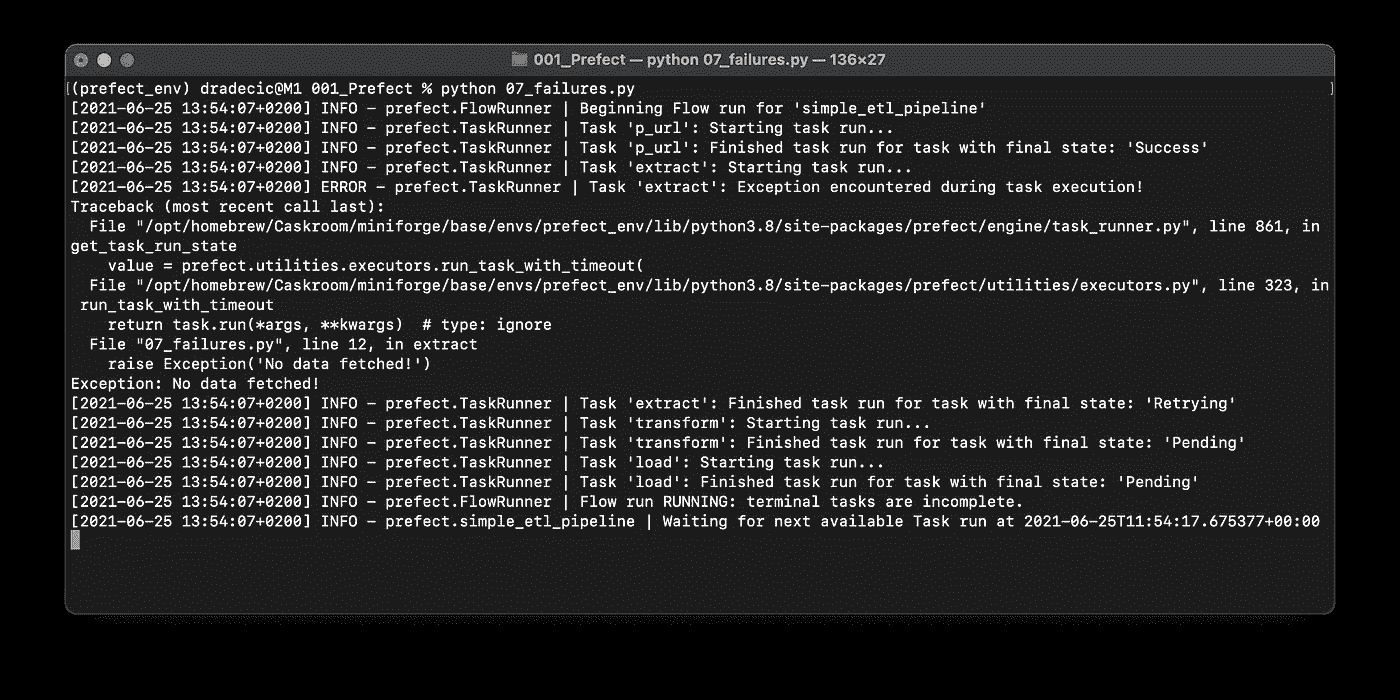 001_Prefect — python 07_failures.py — 136×27
[(prefect_env) dradecic@M1 001_Prefect % python 07_failures.py ]
[2021-06-25 13:54:07+0200] INFO - prefect.FlowRunner | Beginning Flow run for 'simple_etl_pipeline'
[2021-06-25 13:54:07+0200] INFO - prefect.TaskRunner | Task 'p_url': Starting task run...
[2021-06-25 13:54:07+0200] INFO - prefect.TaskRunner | Task 'p_url': Finished task run for task with final state: 'Success'
[2021-06-25 13:54:07+0200] INFO - prefect.TaskRunner | Task 'extract': Starting task run...
[2021-06-25 13:54:07+0200] ERROR - prefect.TaskRunner | Task 'extract': Exception encountered during task execution!
Traceback (most recent call last):
  File "/opt/homebrew/Caskroom/miniforge/base/envs/prefect_env/lib/python3.8/site-packages/prefect/engine/task_runner.py", line 861, in
get_task_run_state
    value = prefect.utilities.executors.run_task_with_timeout(
  File "/opt/homebrew/Caskroom/miniforge/base/envs/prefect_env/lib/python3.8/site-packages/prefect/utilities/executors.py", line 323, in
 run_task_with_timeout
    return task.run(*args, **kwargs)  # type: ignore
  File "07_failures.py", line 12, in extract
    raise Exception('No data fetched!')
Exception: No data fetched!
[2021-06-25 13:54:07+0200] INFO - prefect.TaskRunner | Task 'extract': Finished task run for task with final state: 'Retrying'
[2021-06-25 13:54:07+0200] INFO - prefect.TaskRunner | Task 'transform': Starting task run...
[2021-06-25 13:54:07+0200] INFO - prefect.TaskRunner | Task 'transform': Finished task run for task with final state: 'Pending'
[2021-06-25 13:54:07+0200] INFO - prefect.TaskRunner | Task 'load': Starting task run...
[2021-06-25 13:54:07+0200] INFO - prefect.TaskRunner | Task 'load': Finished task run for task with final state: 'Pending'
[2021-06-25 13:54:07+0200] INFO - prefect.FlowRunner | Flow run RUNNING: terminal tasks are incomplete.
[2021-06-25 13:54:07+0200] INFO - prefect.simple_etl_pipeline | Waiting for next available Task run at 2021-06-25T11:54:17.675377+00:00